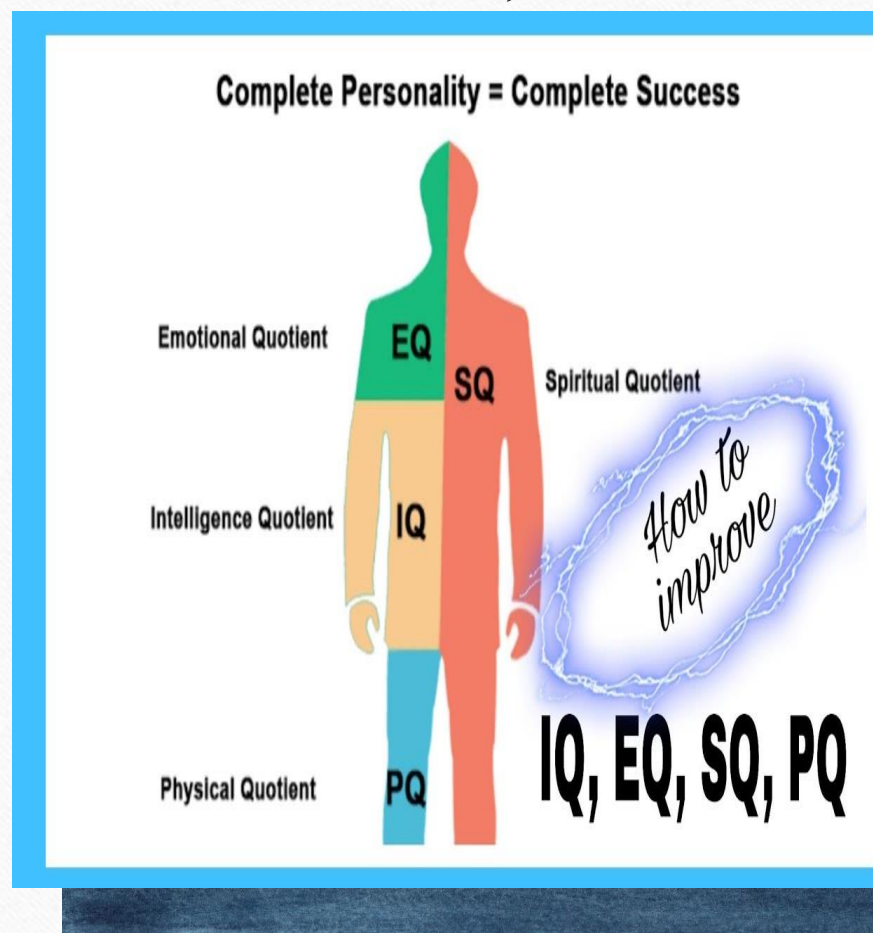 Complete Personality = Complete Success
Emotional Quotient
EQ
SQ
Spiritual Quotient
Intelligence Quotient
IQ
How to
improve
Physical Quotient
PQ
IQ, EQ, SQ, PQ